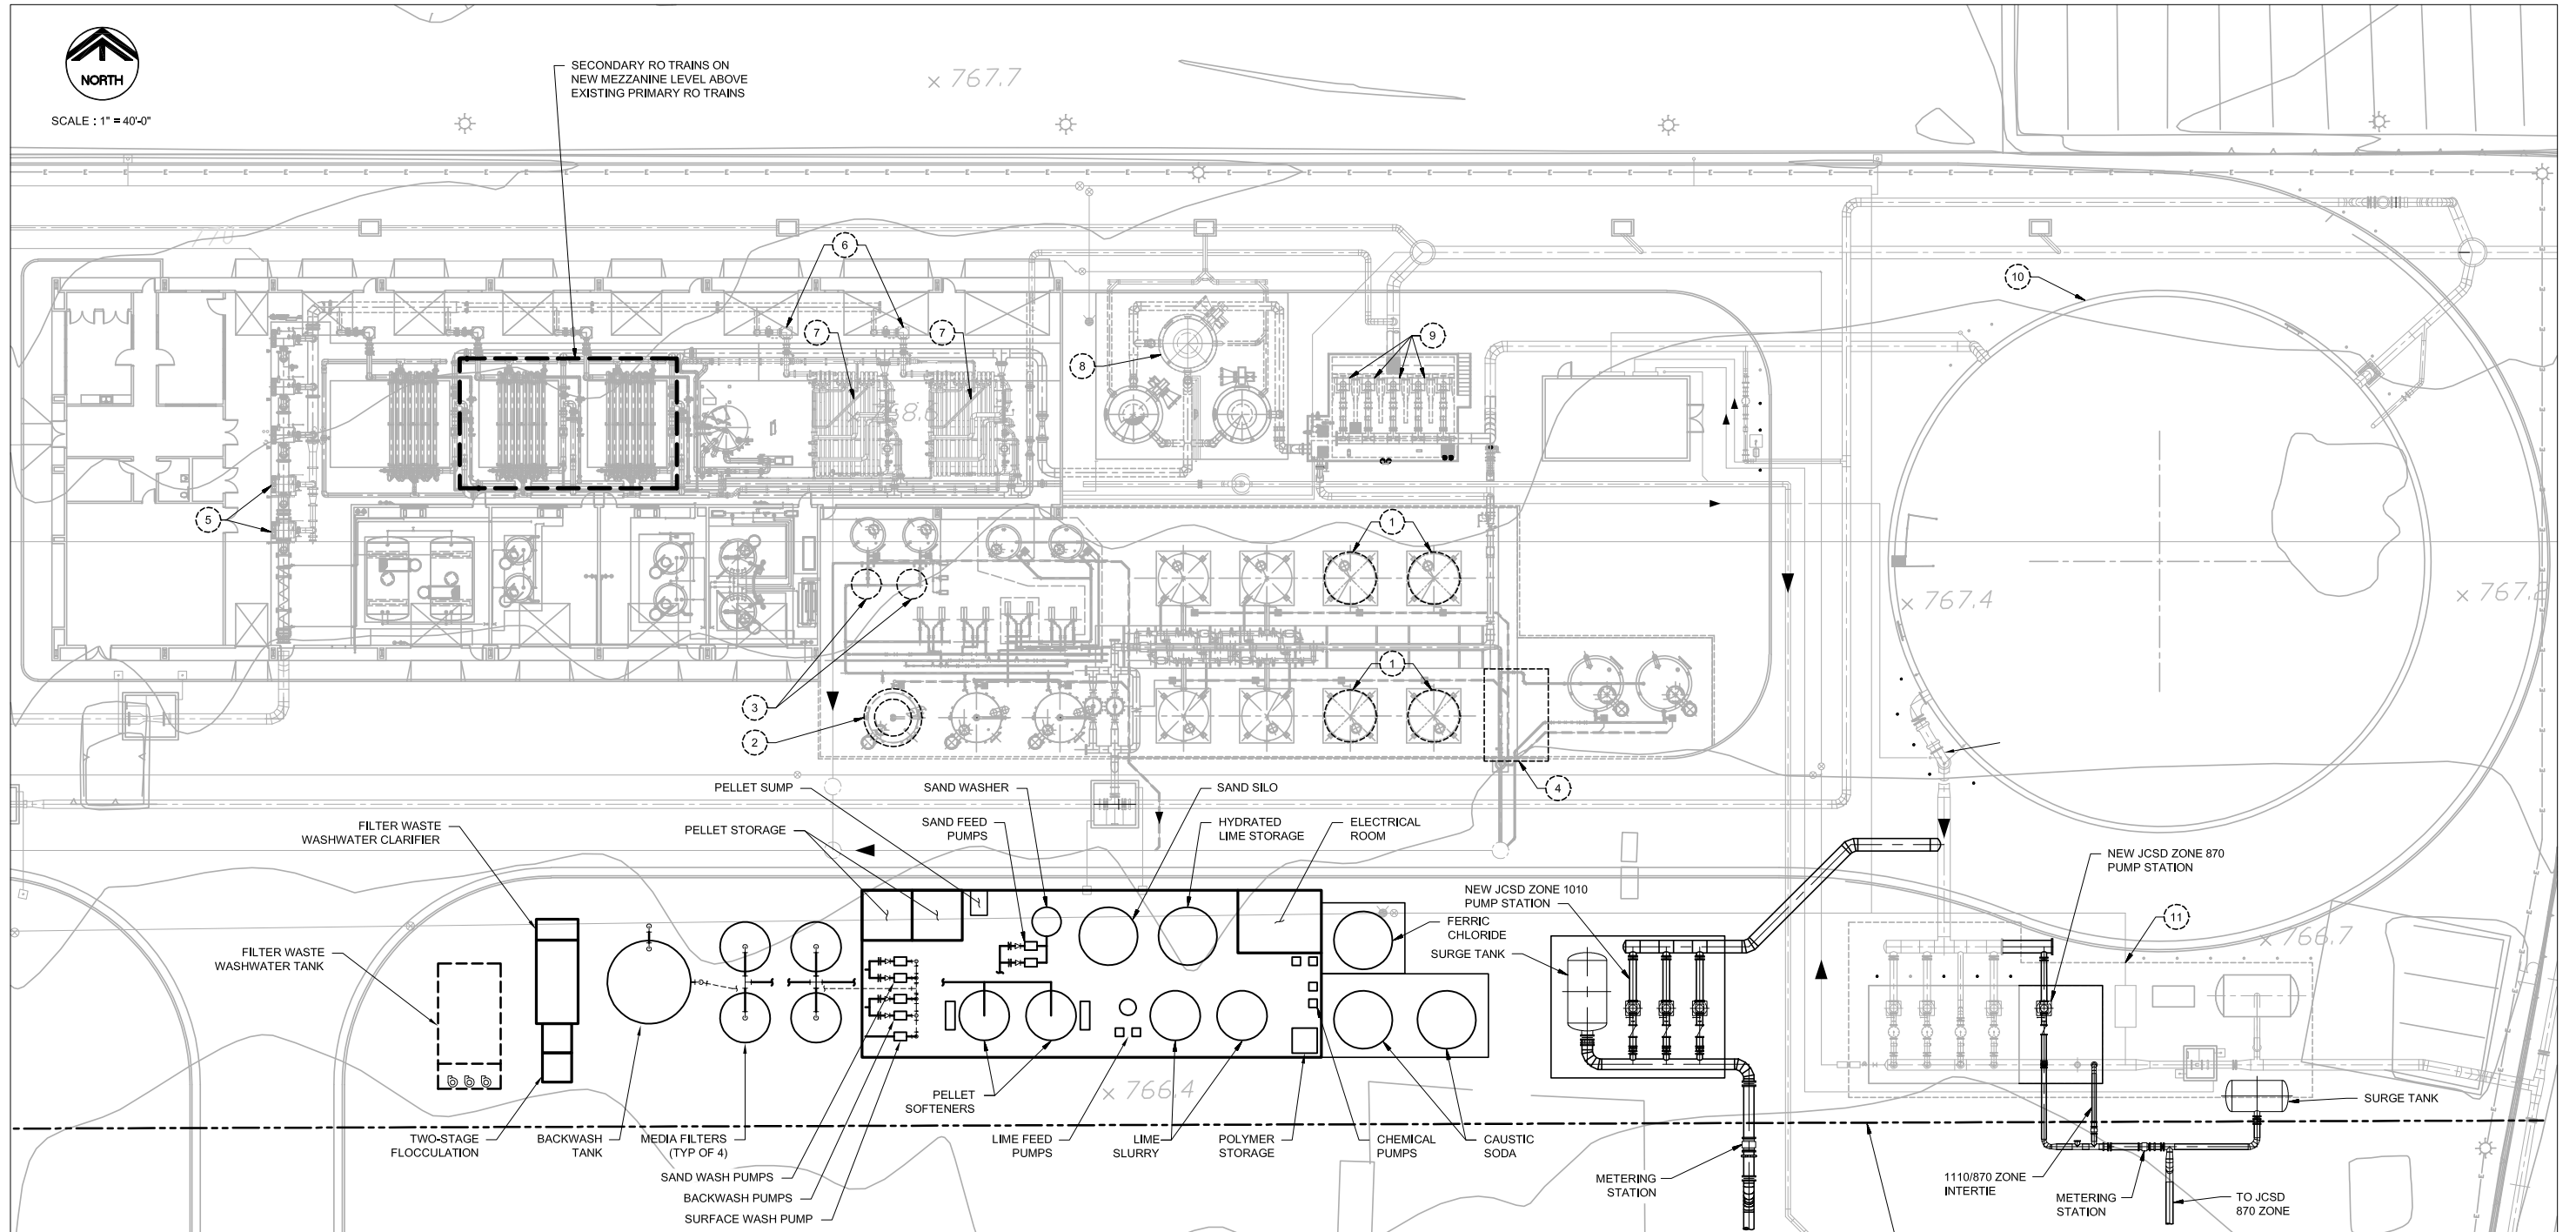 NORTH
SCALE : 1" = 40'-0"
SECONDARY RO TRAINS ON
NEW MEZZANINE LEVEL ABOVE
EXISTING PRIMARY RO TRAINS
x 767.7
770
6
10
7
7
8
9
5
1
x 767.4
x 767.2
1
3
2
4
PELLET SUMP
SAND WASHER
SAND SILO
FILTER WASTE
WASHWATER CLARIFIER
PELLET STORAGE
SAND FEED
PUMPS
HYDRATED
LIME STORAGE
ELECTRICAL
ROOM
NEW JCSD ZONE 870
PUMP STATION
NEW JCSD ZONE 1010
PUMP STATION
11
FERRIC
CHLORIDE
x 766.7
FILTER WASTE
WASHWATER TANK
SURGE TANK
PELLET
SOFTENERS
x 766.4
SURGE TANK
TWO-STAGE
FLOCCULATION
BACKWASH
TANK
MEDIA FILTERS
(TYP OF 4)
LIME FEED
PUMPS
LIME
SLURRY
POLYMER
STORAGE
CHEMICAL
PUMPS
CAUSTIC
SODA
SAND WASH PUMPS
BACKWASH PUMPS
SURFACE WASH PUMP
METERING
STATION
1110/870 ZONE
INTERTIE
METERING
STATION
TO JCSD
870 ZONE